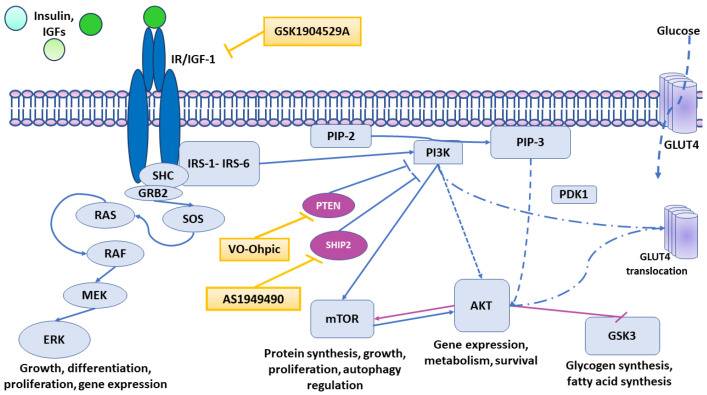 Insulin,
IGFs
GSK1904529A
IR/IGF-1
Glucose
GLUT4
PIP-2
PI3K
PIP-3
IRS-1- IRS-6
SHC
GRB2
SOS
RAS
RAF
MEK
ERK
Growth, differentiation,
proliferation, gene expression
PTEN
VO-Ohpic
SHIP2
AS1949490
PDK1
GLUT4
translocation
mTOR
Protein synthesis, growth,
proliferation, autophagy
regulation
AKT
Gene expression,
metabolism, survival
GSK3
Glycogen synthesis,
fatty acid synthesis